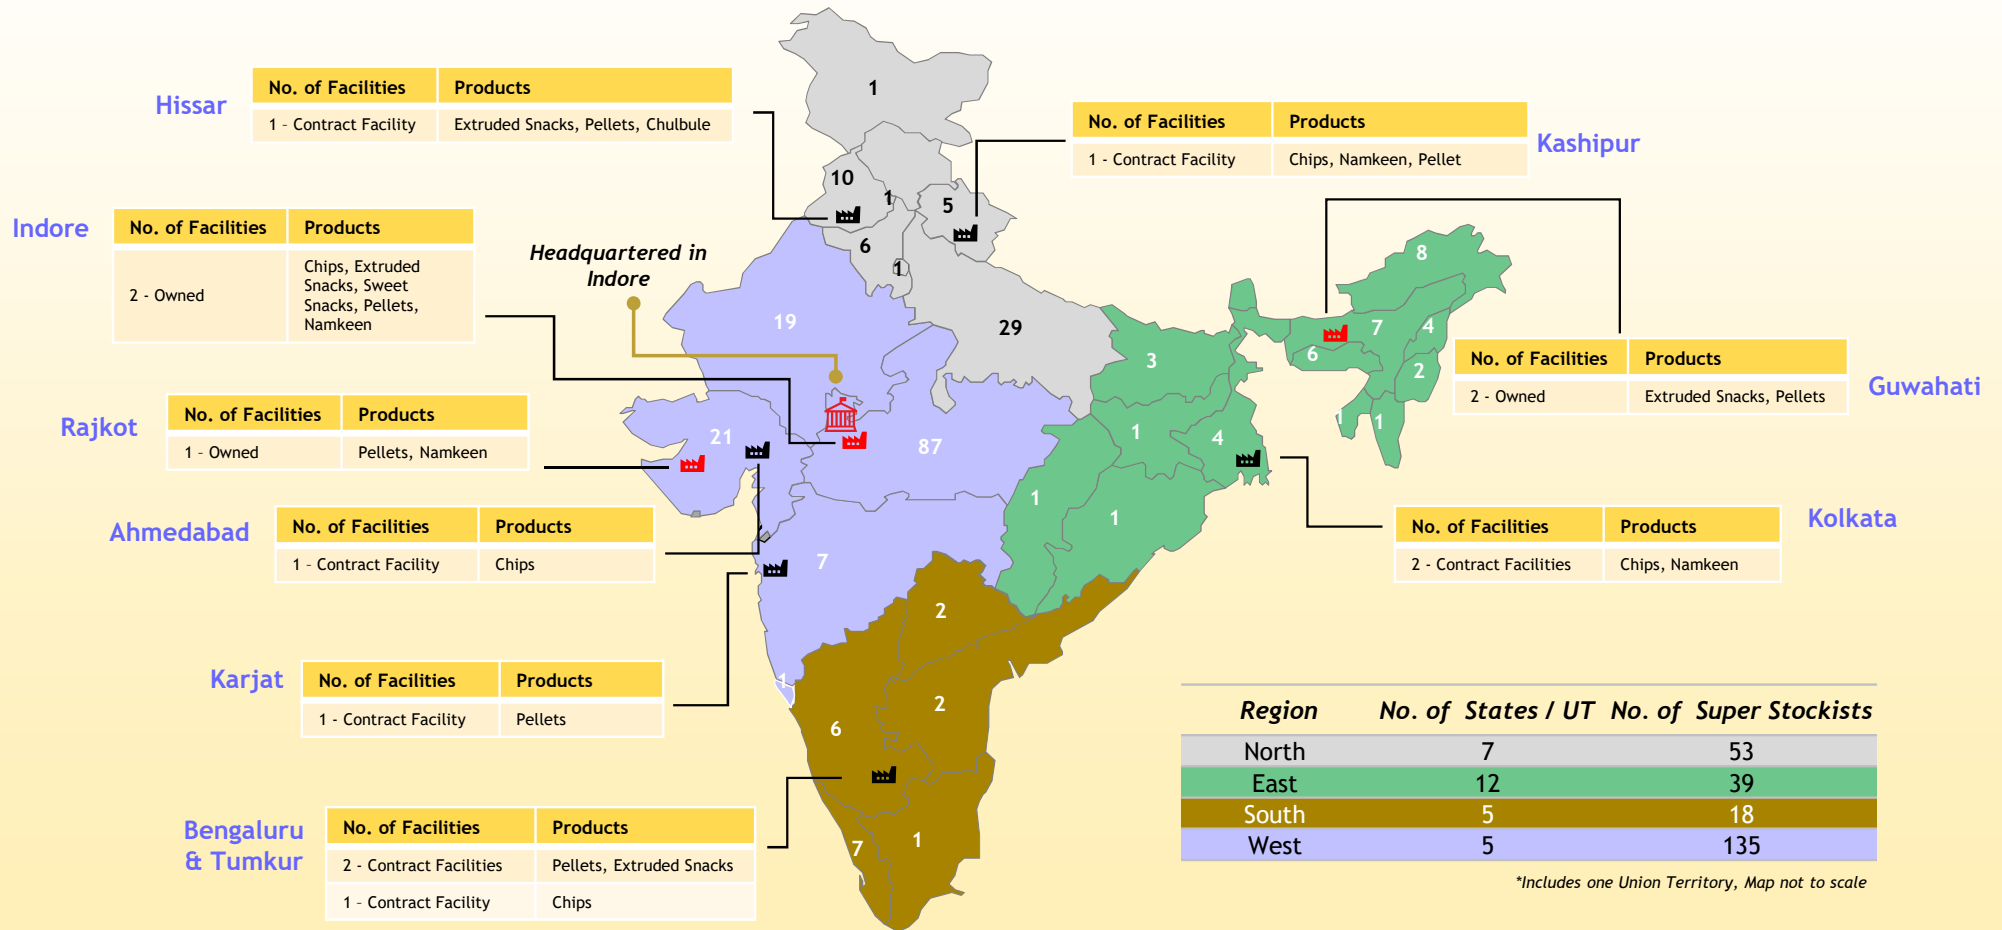 Hissar
No. of Facilities Products
1 – Contract Facility Extruded Snacks, Pellets, Chulbule
No. of Facilities Products
1 - Contract Facility Chips, Namkeen, Pellet
Kashipur
Indore
No. of Facilities Products
2 - Owned
Chips, Extruded
Snacks, Sweet
Snacks, Pellets,
Namkeen
Headquartered in
Indore
Rajkot
No. of Facilities Products
1 – Owned Pellets, Namkeen
No. of Facilities Products
2 - Owned Extruded Snacks, Pellets
Guwahati
Ahmedabad
No. of Facilities Products
1 – Contract Facility Chips
No. of Facilities Products
2 - Contract Facilities Chips, Namkeen
Kolkata
Karjat
No. of Facilities Products
1 - Contract Facility Pellets
Bengaluru
& Tumkur
No. of Facilities Products
2 - Contract Facilities Pellets, Extruded Snacks
1 – Contract Facility Chips
1
10
1
5
6
1
29
19
21
87
7
1
8
7
4
6
2
1
1
3
1
4
1
1
2
2
6
7
1
Region No. of States / UT No. of Super Stockists
North 7 53
East 12 39
South 5 18
West 5 135
*Includes one Union Territory, Map not to scale